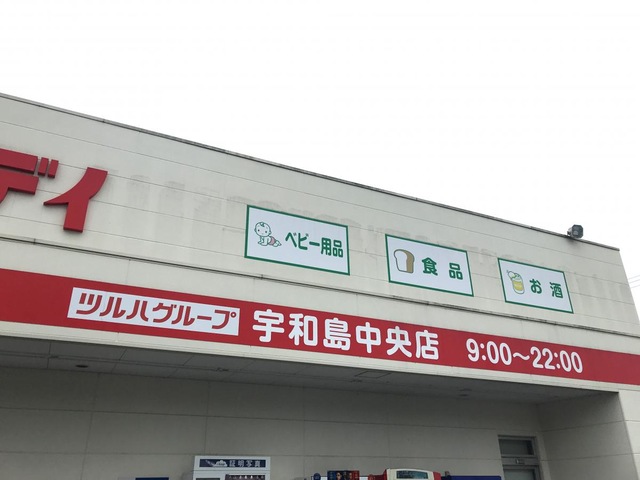 ディ
ベビー用品
食品
お酒
ツルハグループ
宇和島中央店 9:00~22:00
証明写真